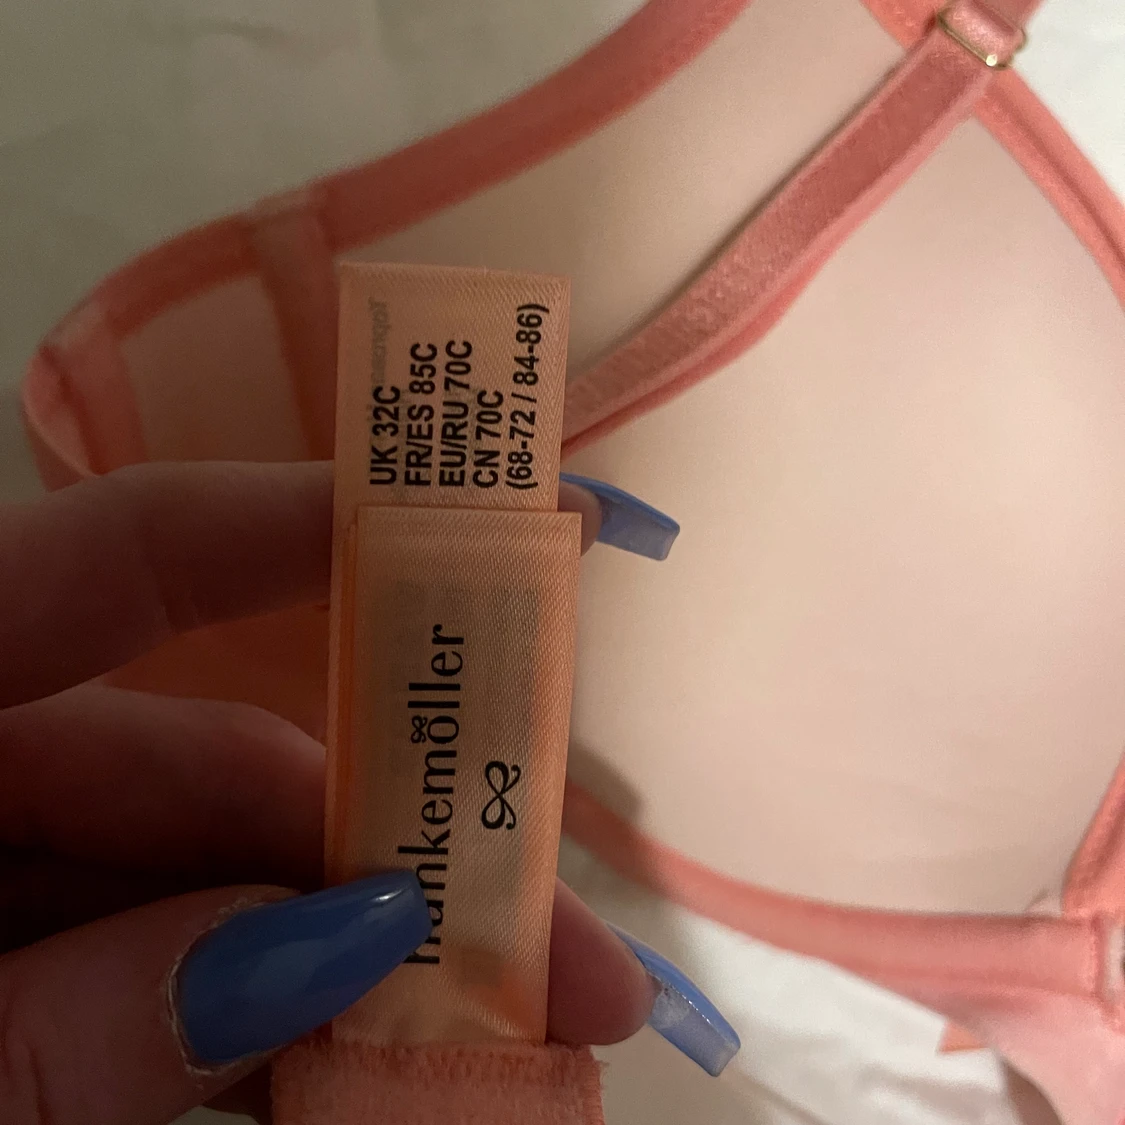 UK 32C
FR/ES 85C
EU/RU 70C
CN 70C
(68-72 / 84-86)
hunkemöller